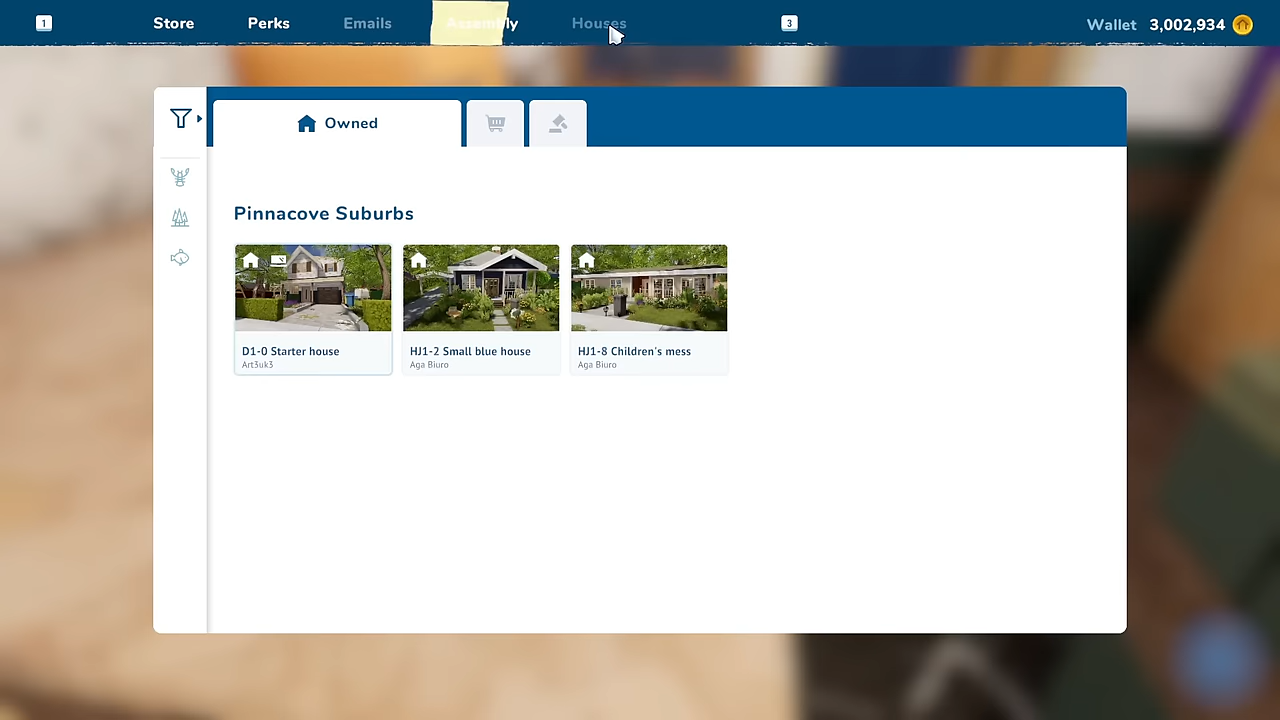 1 Store Perks Emails Assembly Houses 3 Wallet 3,002,934
Owned
Pinnacove Suburbs
D1-0 Starter house
Art3uk3
HJ1-2 Small blue house
Aga Biuro
HJ1-8 Children's mess
Aga Biuro